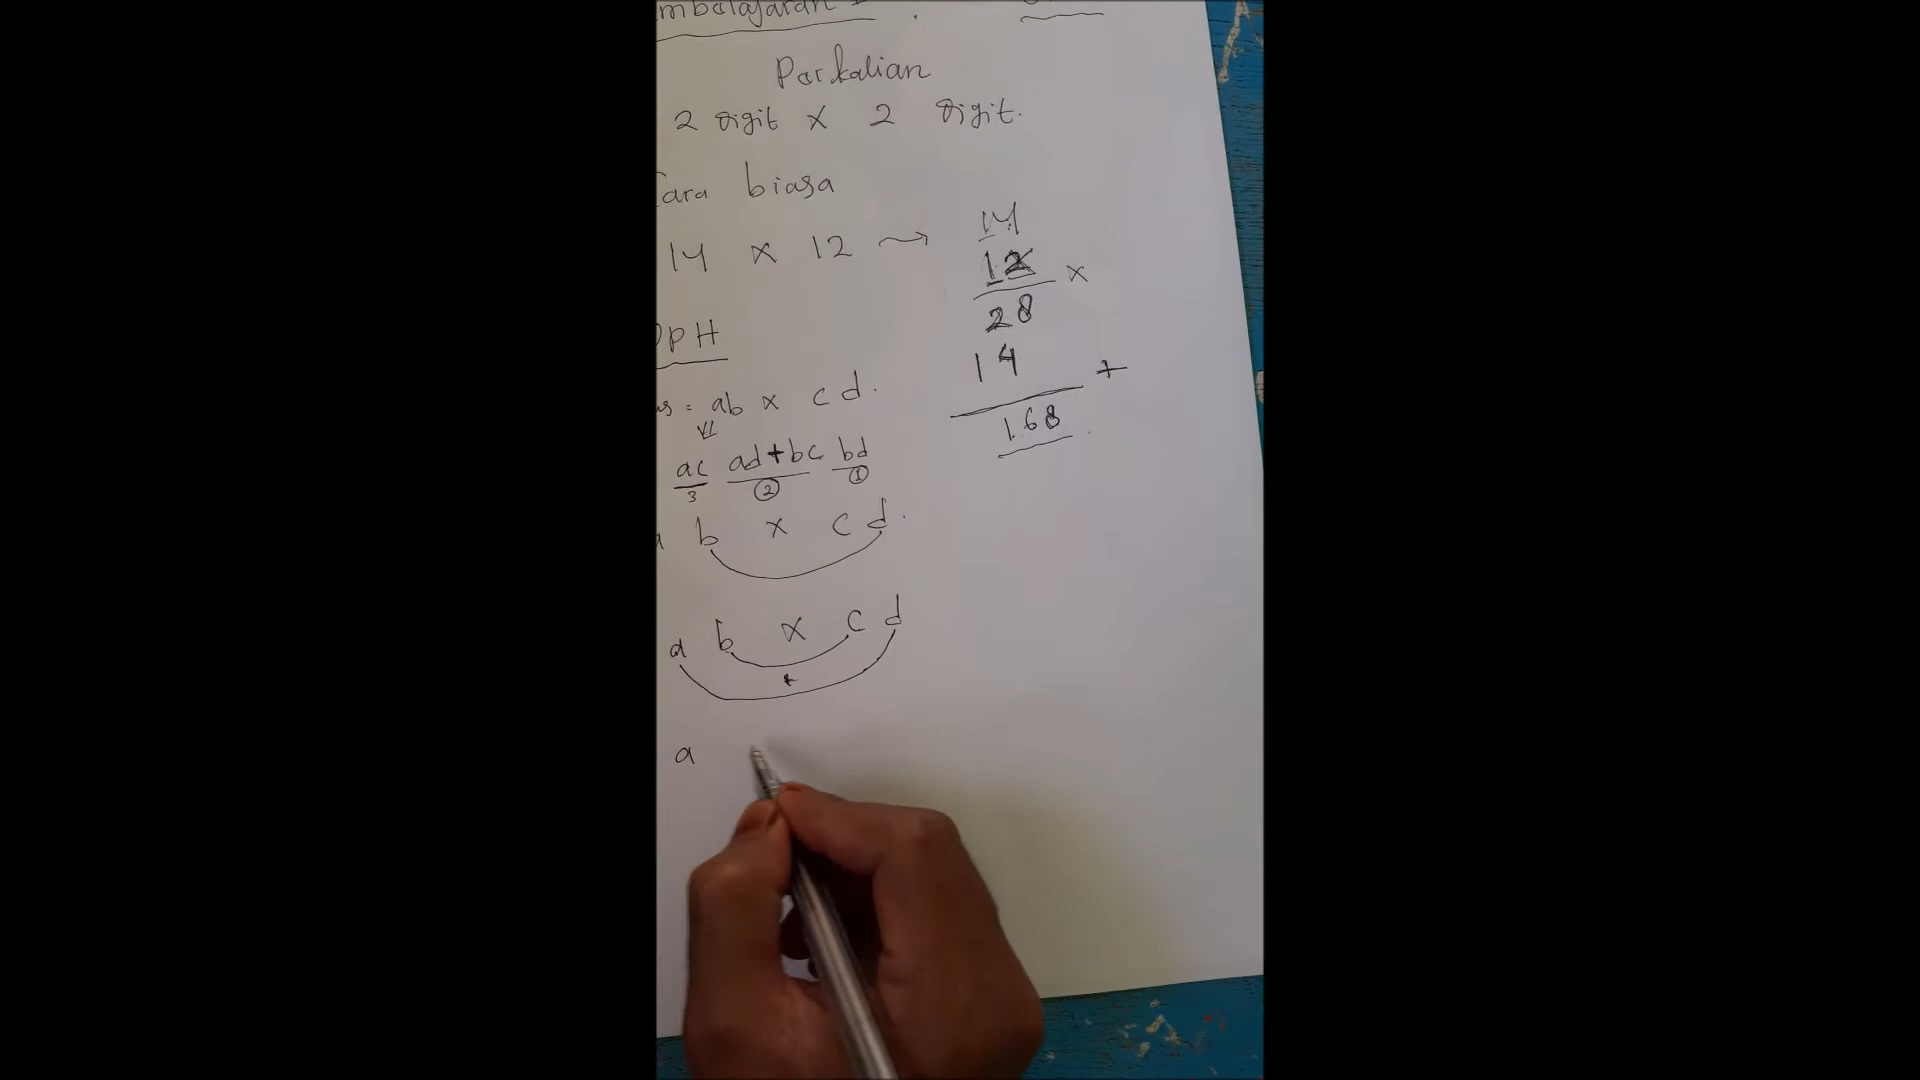 mbelajaran
Perkalian
2 digit x 2 digit.
Cara biasa
14 x 12 →
14
12 x
28
14 +
168
PH
= ab x cd.
ac ad+bc bd
3 2 1
b x c d.
a b x c d
+
a